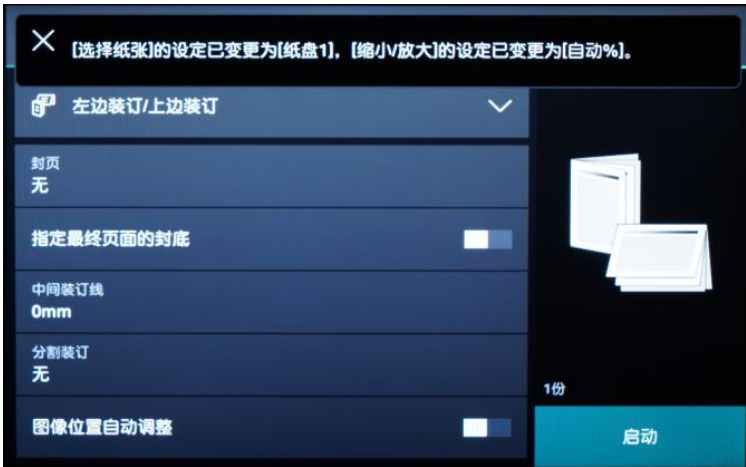 [选择纸张]的设定已变更为[纸盘1]，[缩小V放大]的设定已变更为[自动%]。
左边装订/上边装订
封页
无
指定最终页面的封底
中间装订线
0mm
分割装订
无
图像位置自动调整
1份
启动